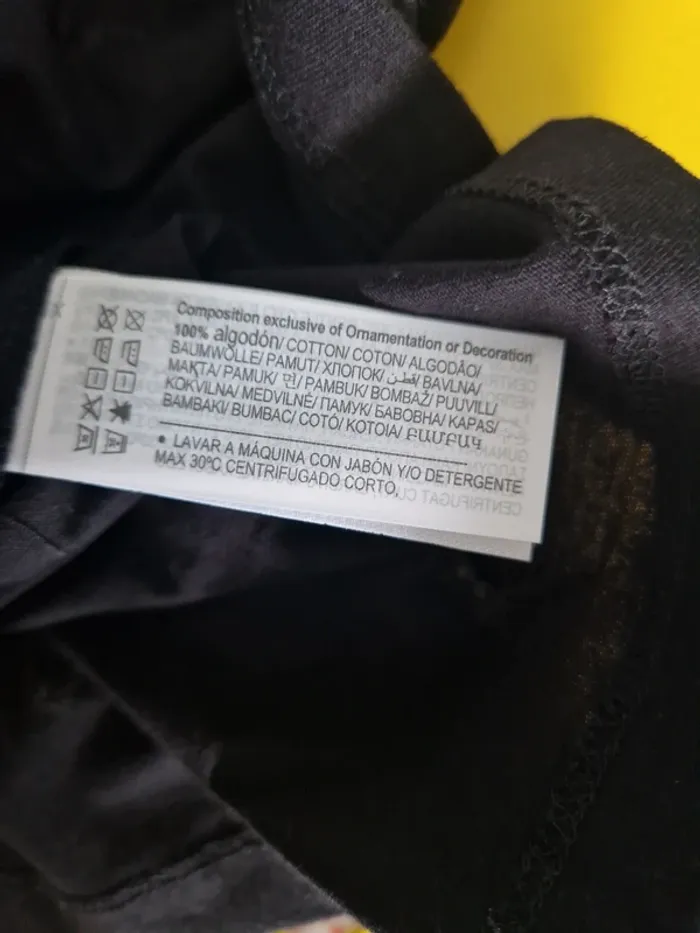 Composition exclusive of Ornamentation or Decoration
100% algodón/ COTTON/ COTON/ ALGODÃO/
BAUMWOLLE/ PAMUT/ ХЛОПОК/ قطن/ BAVLNA/
MAKTA/ PAMUK/ 면/ PAMBUK/ BOMBAŽ/ PUUVILL/
KOKVILNA/ MEDVILNĖ/ ПАМУК/ БАВОВНА/ KAPAS/
BAMBAKI/ BUMBAC/ COTÓ/ KOTOIA/ ԲԱՄԲԱԿ
• LAVAR A MÁQUINA CON JABÓN Y/O DETERGENTE
MAX 30ºC CENTRIFUGADO CORTO.